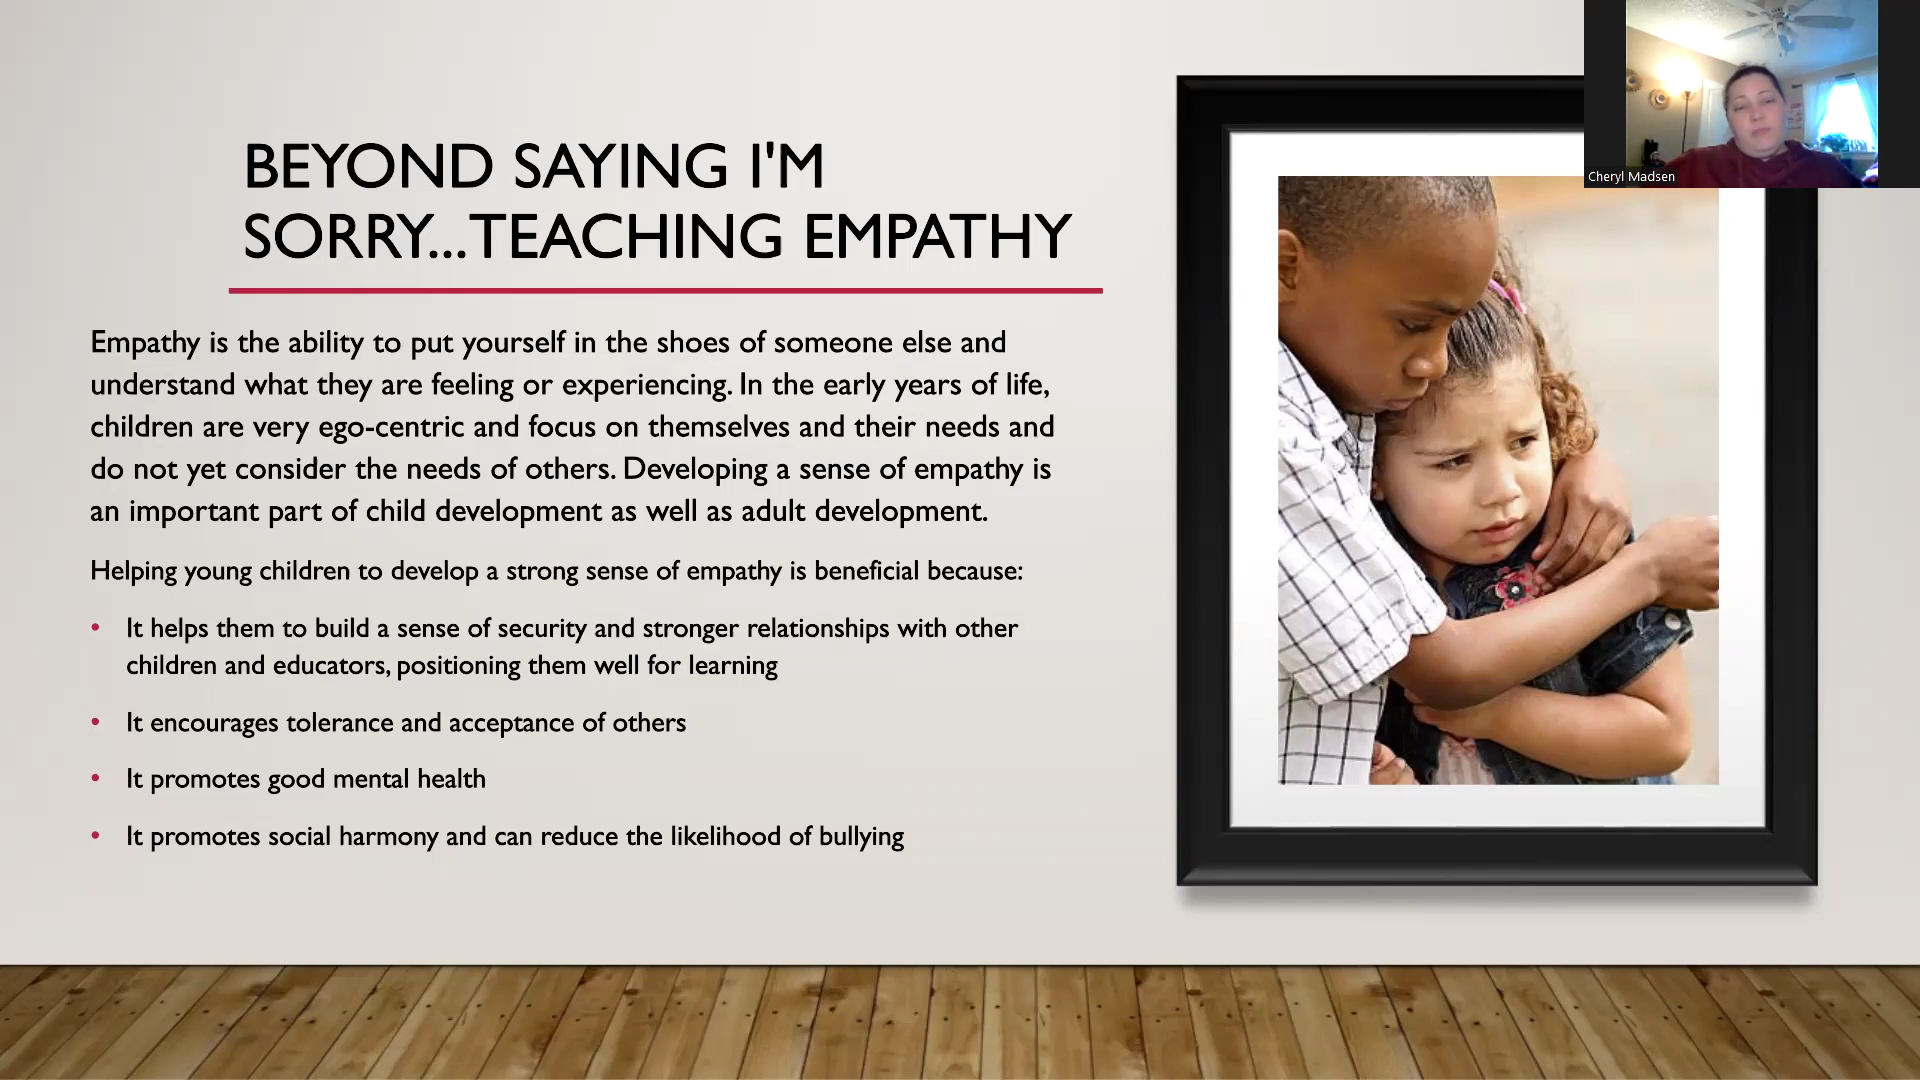 BEYOND SAYING I'M
SORRY...TEACHING EMPATHY
Empathy is the ability to put yourself in the shoes of someone else and
understand what they are feeling or experiencing. In the early years of life,
children are very ego-centric and focus on themselves and their needs and
do not yet consider the needs of others. Developing a sense of empathy is
an important part of child development as well as adult development.
Helping young children to develop a strong sense of empathy is beneficial because:
• It helps them to build a sense of security and stronger relationships with other
children and educators, positioning them well for learning
• It encourages tolerance and acceptance of others
• It promotes good mental health
• It promotes social harmony and can reduce the likelihood of bullying
Cheryl Madsen